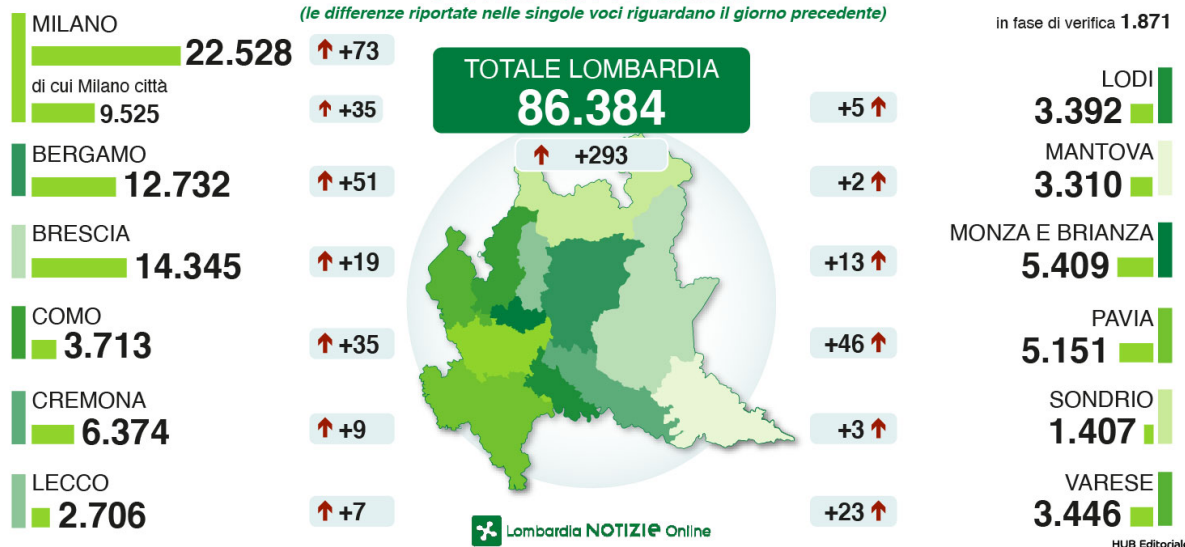 (le differenze riportate nelle singole voci riguardano il giorno precedente)
in fase di verifica 1.871
MILANO
22.528
+73
di cui Milano città
9.525
+35
BERGAMO
12.732
+51
BRESCIA
14.345
+19
COMO
3.713
+35
CREMONA
6.374
+9
LECCO
2.706
+7
TOTALE LOMBARDIA
86.384
+293
LODI
+5
3.392
MANTOVA
+2
3.310
MONZA E BRIANZA
+13
5.409
PAVIA
+46
5.151
SONDRIO
+3
1.407
VARESE
+23
3.446
Lombardia NOTIZIe Online
HUB Editoriale